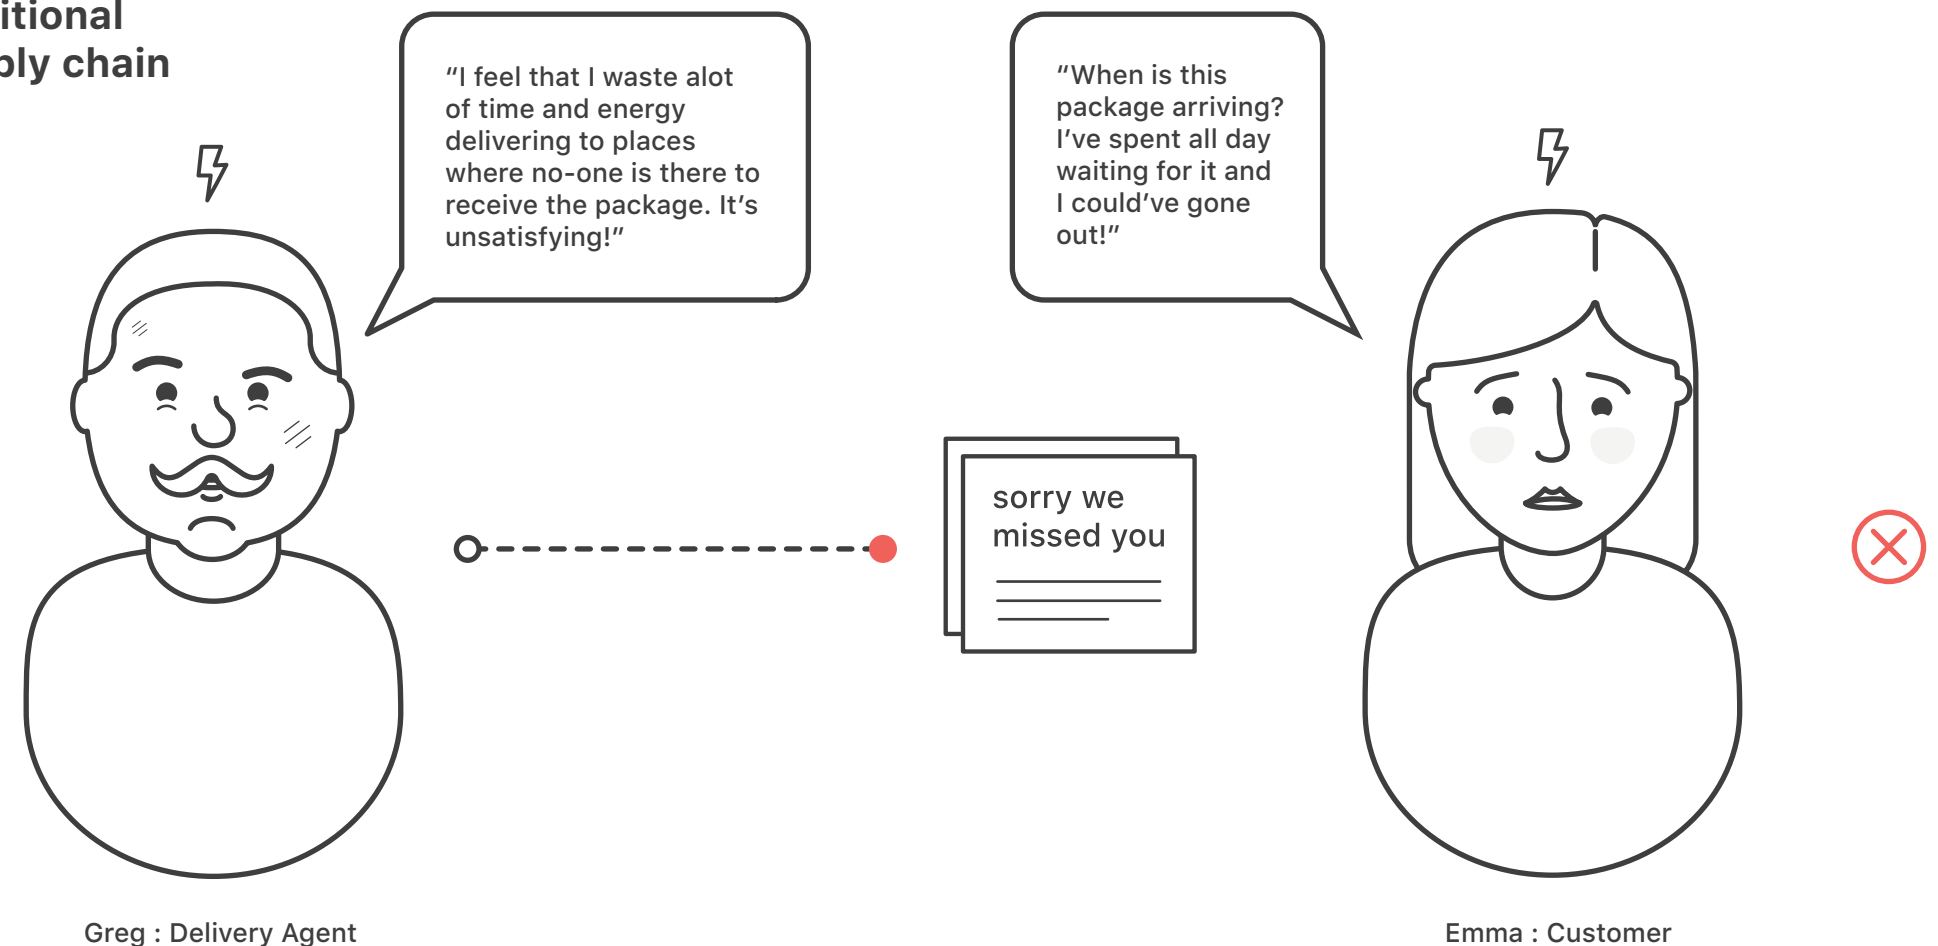 itional
ply chain
“I feel that I waste alot
of time and energy
delivering to places
where no-one is there to
receive the package. It’s
unsatisfying!”
“When is this
package arriving?
I’ve spent all day
waiting for it and
I could’ve gone
out!”
sorry we
missed you
Greg : Delivery Agent
Emma : Customer